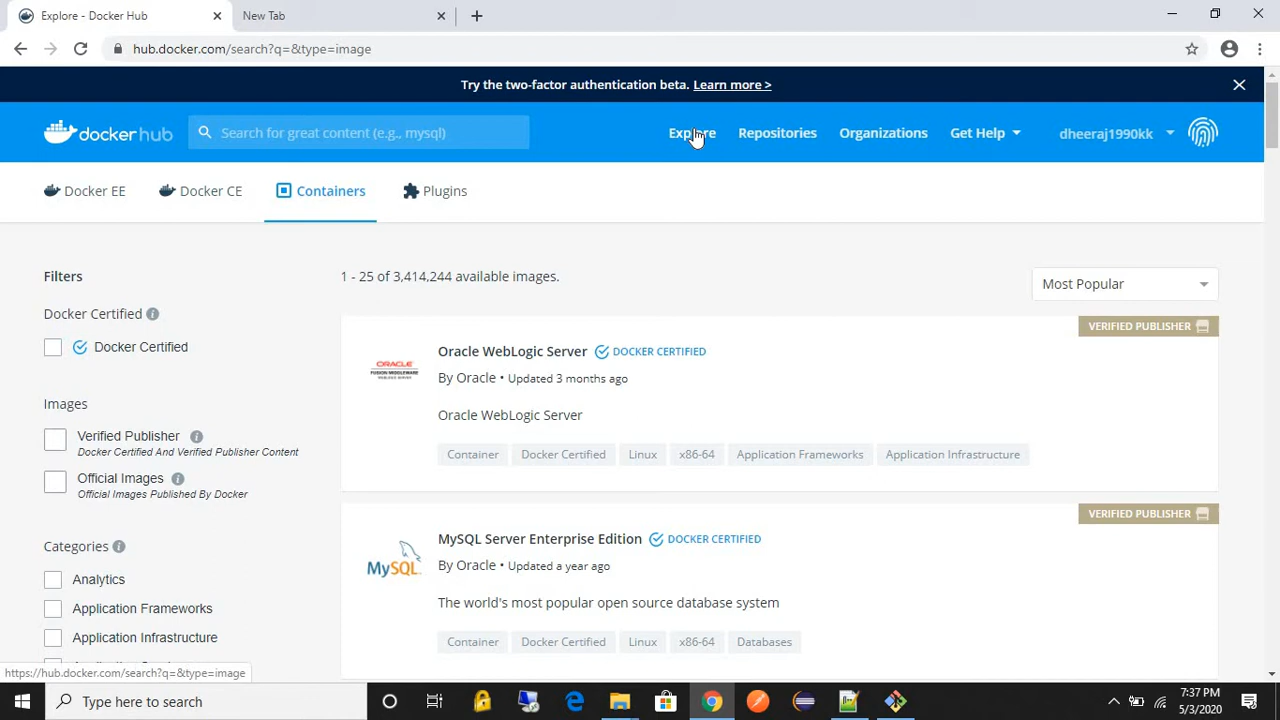 Explore - Docker Hub
New Tab
hub.docker.com/search?q=&type=image
Try the two-factor authentication beta. Learn more >
dockerhub
Search for great content (e.g., mysql)
Explore
Repositories
Organizations
Get Help
dheeraj1990kk
Docker EE
Docker CE
Containers
Plugins
Filters
1 - 25 of 3,414,244 available images.
Most Popular
Docker Certified
Docker Certified
Images
Verified Publisher
Docker Certified And Verified Publisher Content
Official Images
Official Images Published By Docker
Categories
Analytics
Application Frameworks
Application Infrastructure
VERIFIED PUBLISHER
ORACLE
Oracle WebLogic Server
DOCKER CERTIFIED
By Oracle • Updated 3 months ago
Oracle WebLogic Server
Container
Docker Certified
Linux
x86-64
Application Frameworks
Application Infrastructure
VERIFIED PUBLISHER
MySQL
MySQL Server Enterprise Edition
DOCKER CERTIFIED
By Oracle • Updated a year ago
The world's most popular open source database system
Container
Docker Certified
Linux
x86-64
Databases
https://hub.docker.com/search?q=&type=image
Type here to search
7:37 PM
5/3/2020